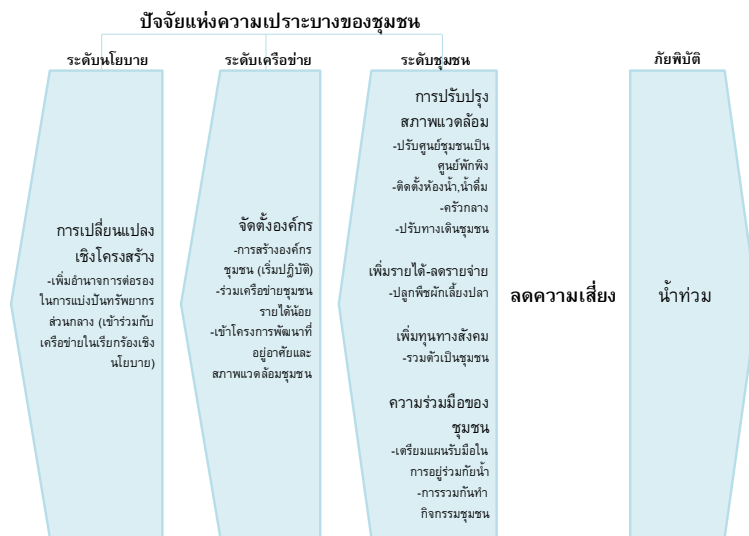 ปัจจัยแห่งความเปราะบางของชุมชน
ระดับนโยบาย
การเปลี่ยนแปลง
เชิงโครงสร้าง
-เพิ่มอำนาจการต่อรอง
ในการแบ่งปันทรัพยากร
ส่วนกลาง (เข้าร่วมกับ
เครือข่ายในเรียกร้องเชิง
นโยบาย)
ระดับเครือข่าย
จัดตั้งองค์กร
-การสร้างองค์กร
ชุมชน (เริ่มปฎิบัติ)
-ร่วมเครือข่ายชุมชน
รายได้น้อย
-เข้าโครงการพัฒนาที่
อยู่อาศัยและ
สภาพแวดล้อมชุมชน
ระดับชุมชน
การปรับปรุง
สภาพแวดล้อม
-ปรับศูนย์ชุมชนเป็น
ศูนย์พักพิง
-ติดตั้งห้องน้ำ,น้ำดื่ม
-ครัวกลาง
-ปรับทางเดินชุมชน
เพิ่มรายได้-ลดรายจ่าย
-ปลูกพืชผักเลี้ยงปลา
เพิ่มทุนทางสังคม
-รวมตัวเป็นชุมชน
ความร่วมมือของ
ชุมชน
-เตรียมแผนรับมือใน
การอยู่ร่วมกัยน้ำ
-การรวมกันทำ
กิจกรรมชุมชน
ลดความเสี่ยง
ภัยพิบัติ
น้ำท่วม